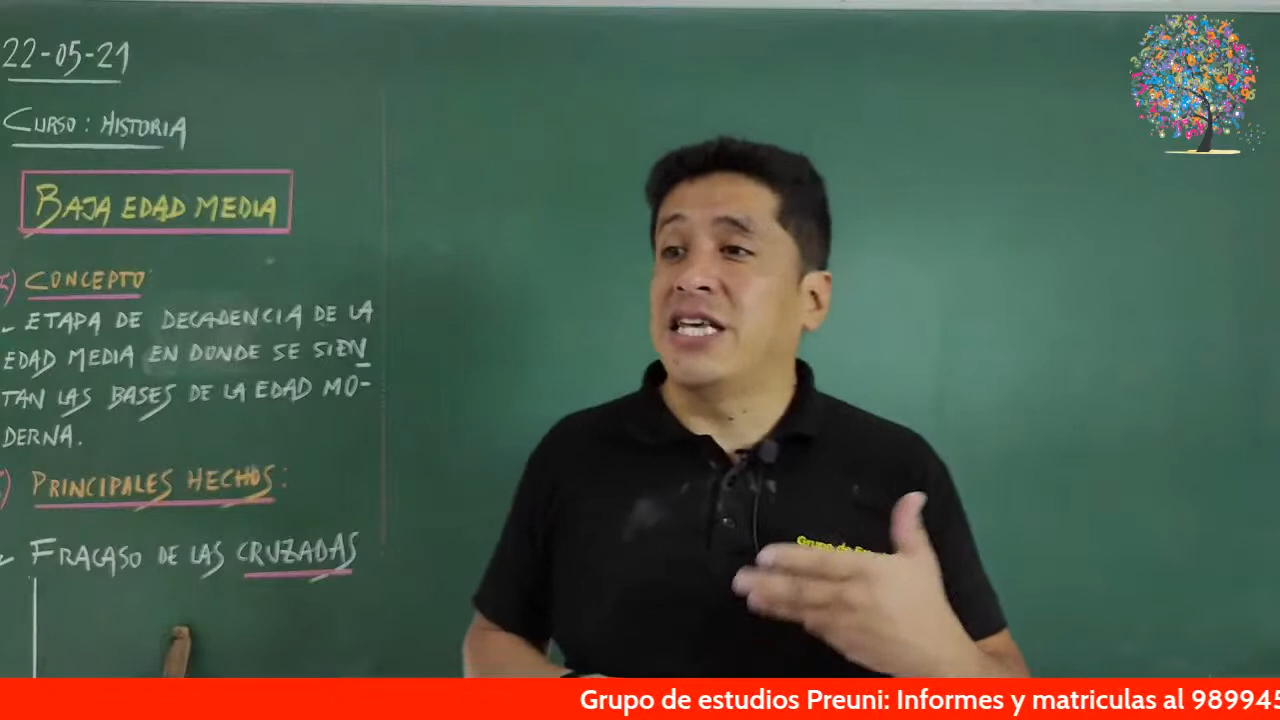 22-05-21
CURSO: HISTORIA
BAJA EDAD MEDIA
CONCEPTO
- ETAPA DE DECADENCIA DE LA
EDAD MEDIA EN DONDE SE SIEN
TAN LAS BASES DE LA EDAD MO-
DERNA.
PRINCIPALES HECHOS:
- FRACASO DE LAS CRUZADAS
Grupo de
Grupo de estudios Preuni: Informes y matriculas al 989945